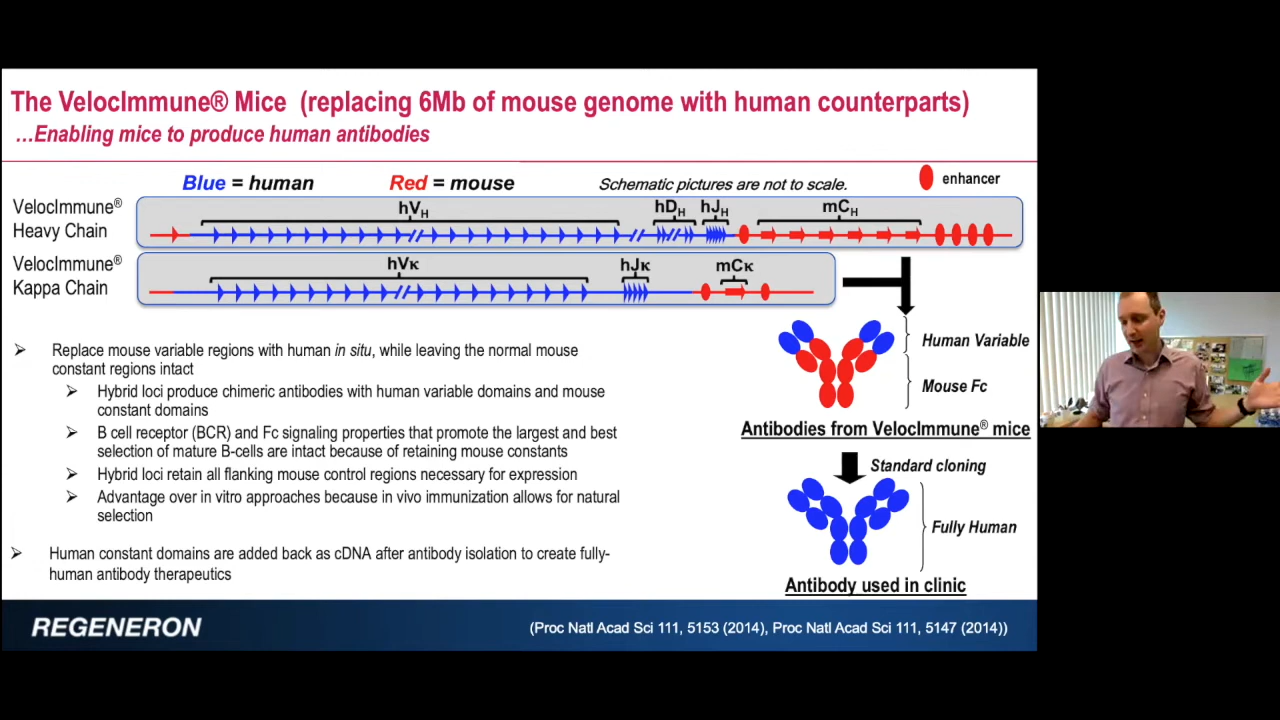 The VelocImmune® Mice (replacing 6Mb of mouse genome with human counterparts)
…Enabling mice to produce human antibodies
Blue = human
Red = mouse
Schematic pictures are not to scale.
enhancer
VelocImmune®
Heavy Chain
hVH
hDH
hJH
mCH
VelocImmune®
Kappa Chain
hVκ
hJκ
mCκ
Replace mouse variable regions with human in situ, while leaving the normal mouse
constant regions intact
Hybrid loci produce chimeric antibodies with human variable domains and mouse
constant domains
B cell receptor (BCR) and Fc signaling properties that promote the largest and best
selection of mature B-cells are intact because of retaining mouse constants
Hybrid loci retain all flanking mouse control regions necessary for expression
Advantage over in vitro approaches because in vivo immunization allows for natural
selection
Human constant domains are added back as cDNA after antibody isolation to create fully-
human antibody therapeutics
Human Variable
Mouse Fc
Antibodies from VelocImmune® mice
Standard cloning
Fully Human
Antibody used in clinic
REGENERON
(Proc Natl Acad Sci 111, 5153 (2014), Proc Natl Acad Sci 111, 5147 (2014))